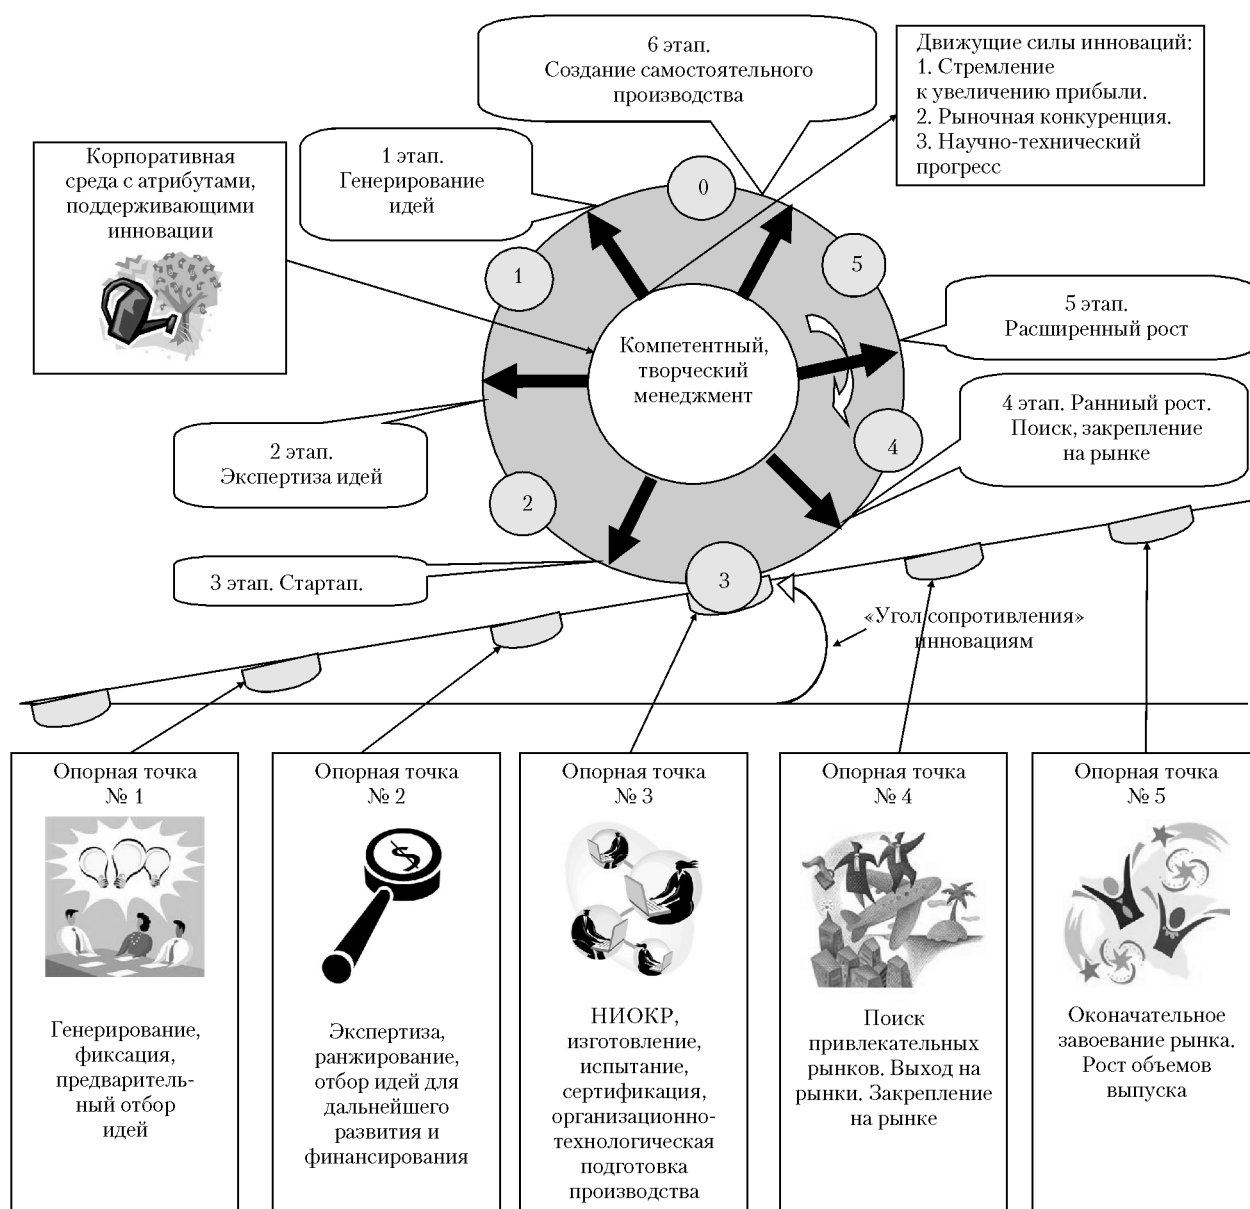 6 этап.
Создание самостоятельного
производства
Движущие силы инноваций:
1. Стремление
к увеличению прибыли.
2. Рыночная конкуренция.
3. Научно-технический
прогресс
1 этап.
Генерирование
идей
Корпоративная
среда с атрибутами,
поддерживающими
инновации
0
1
5
5 этап.
Расширенный рост
Компетентный,
творческий
менеджмент
4 этап. Ранниый рост.
Поиск, закрепление
на рынке
2 этап.
Экспертиза идей
4
2
3 этап. Стартап.
3
«Угол сопротивления»
инновациям
Опорная точка
№ 1
Генерирование,
фиксация,
предваритель-
ный отбор
идей
Опорная точка
№ 2
$
Экспертиза,
ранжирование,
отбор идей для
дальнейшего
развития и
финансирования
Опорная точка
№ 3
НИОКР,
изготовление,
испытание,
сертификация,
организационно-
технологическая
подготовка
производства
Опорная точка
№ 4
Поиск
привлекательных
рынков. Выход на
рынки. Закрепление
на рынке
Опорная точка
№ 5
Оконачательное
завоевание рынка.
Рост объемов
выпуска